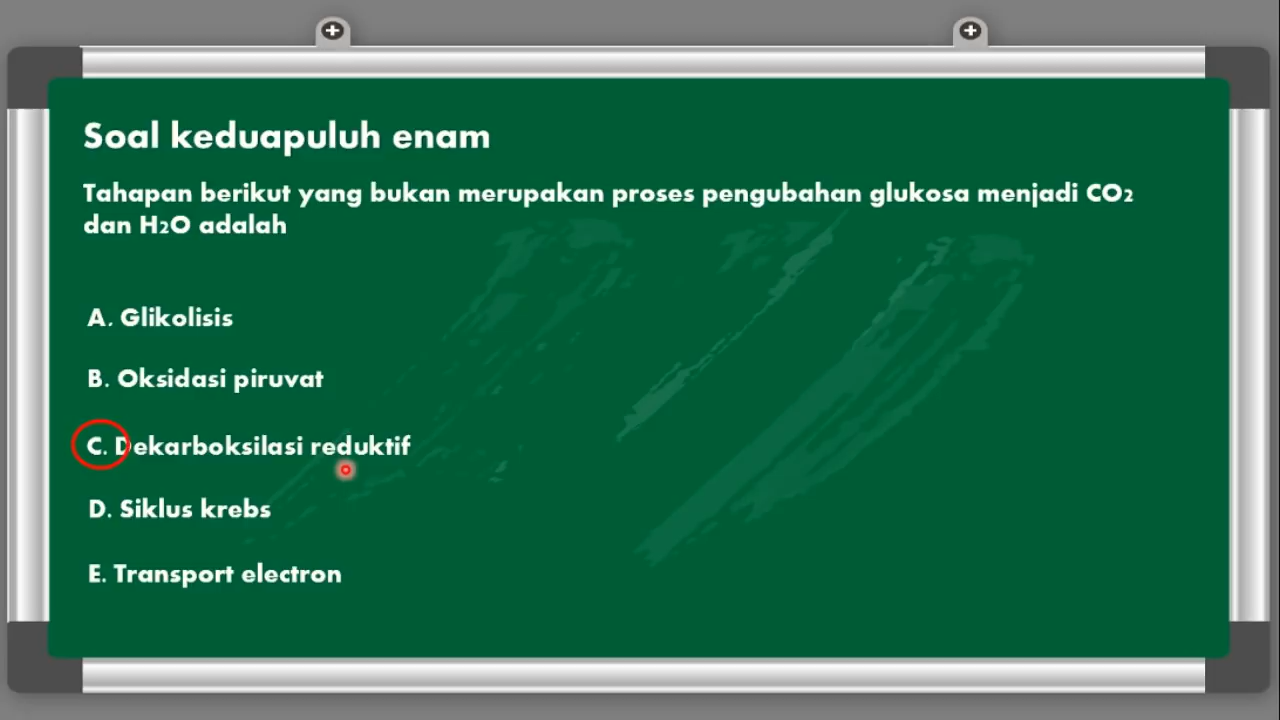 Soal keduapuluh enam
Tahapan berikut yang bukan merupakan proses pengubahan glukosa menjadi CO₂
dan H₂O adalah
A. Glikolisis
B. Oksidasi piruvat
C. Dekarboksilasi reduktif
D. Siklus krebs
E. Transport electron